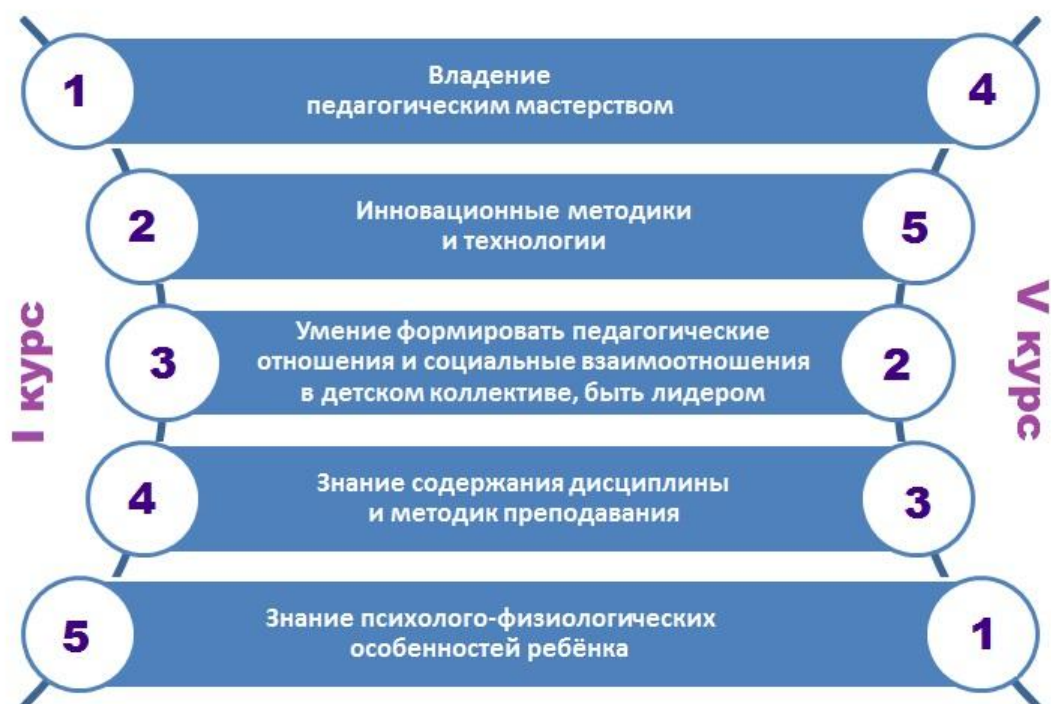 1
Владение
педагогическим мастерством
4
2
Инновационные методики
и технологии
5
I курс
V курс
3
Умение формировать педагогические
отношения и социальные взаимоотношения
в детском коллективе, быть лидером
2
4
Знание содержания дисциплины
и методик преподавания
3
5
Знание психолого-физиологических
особенностей ребёнка
1